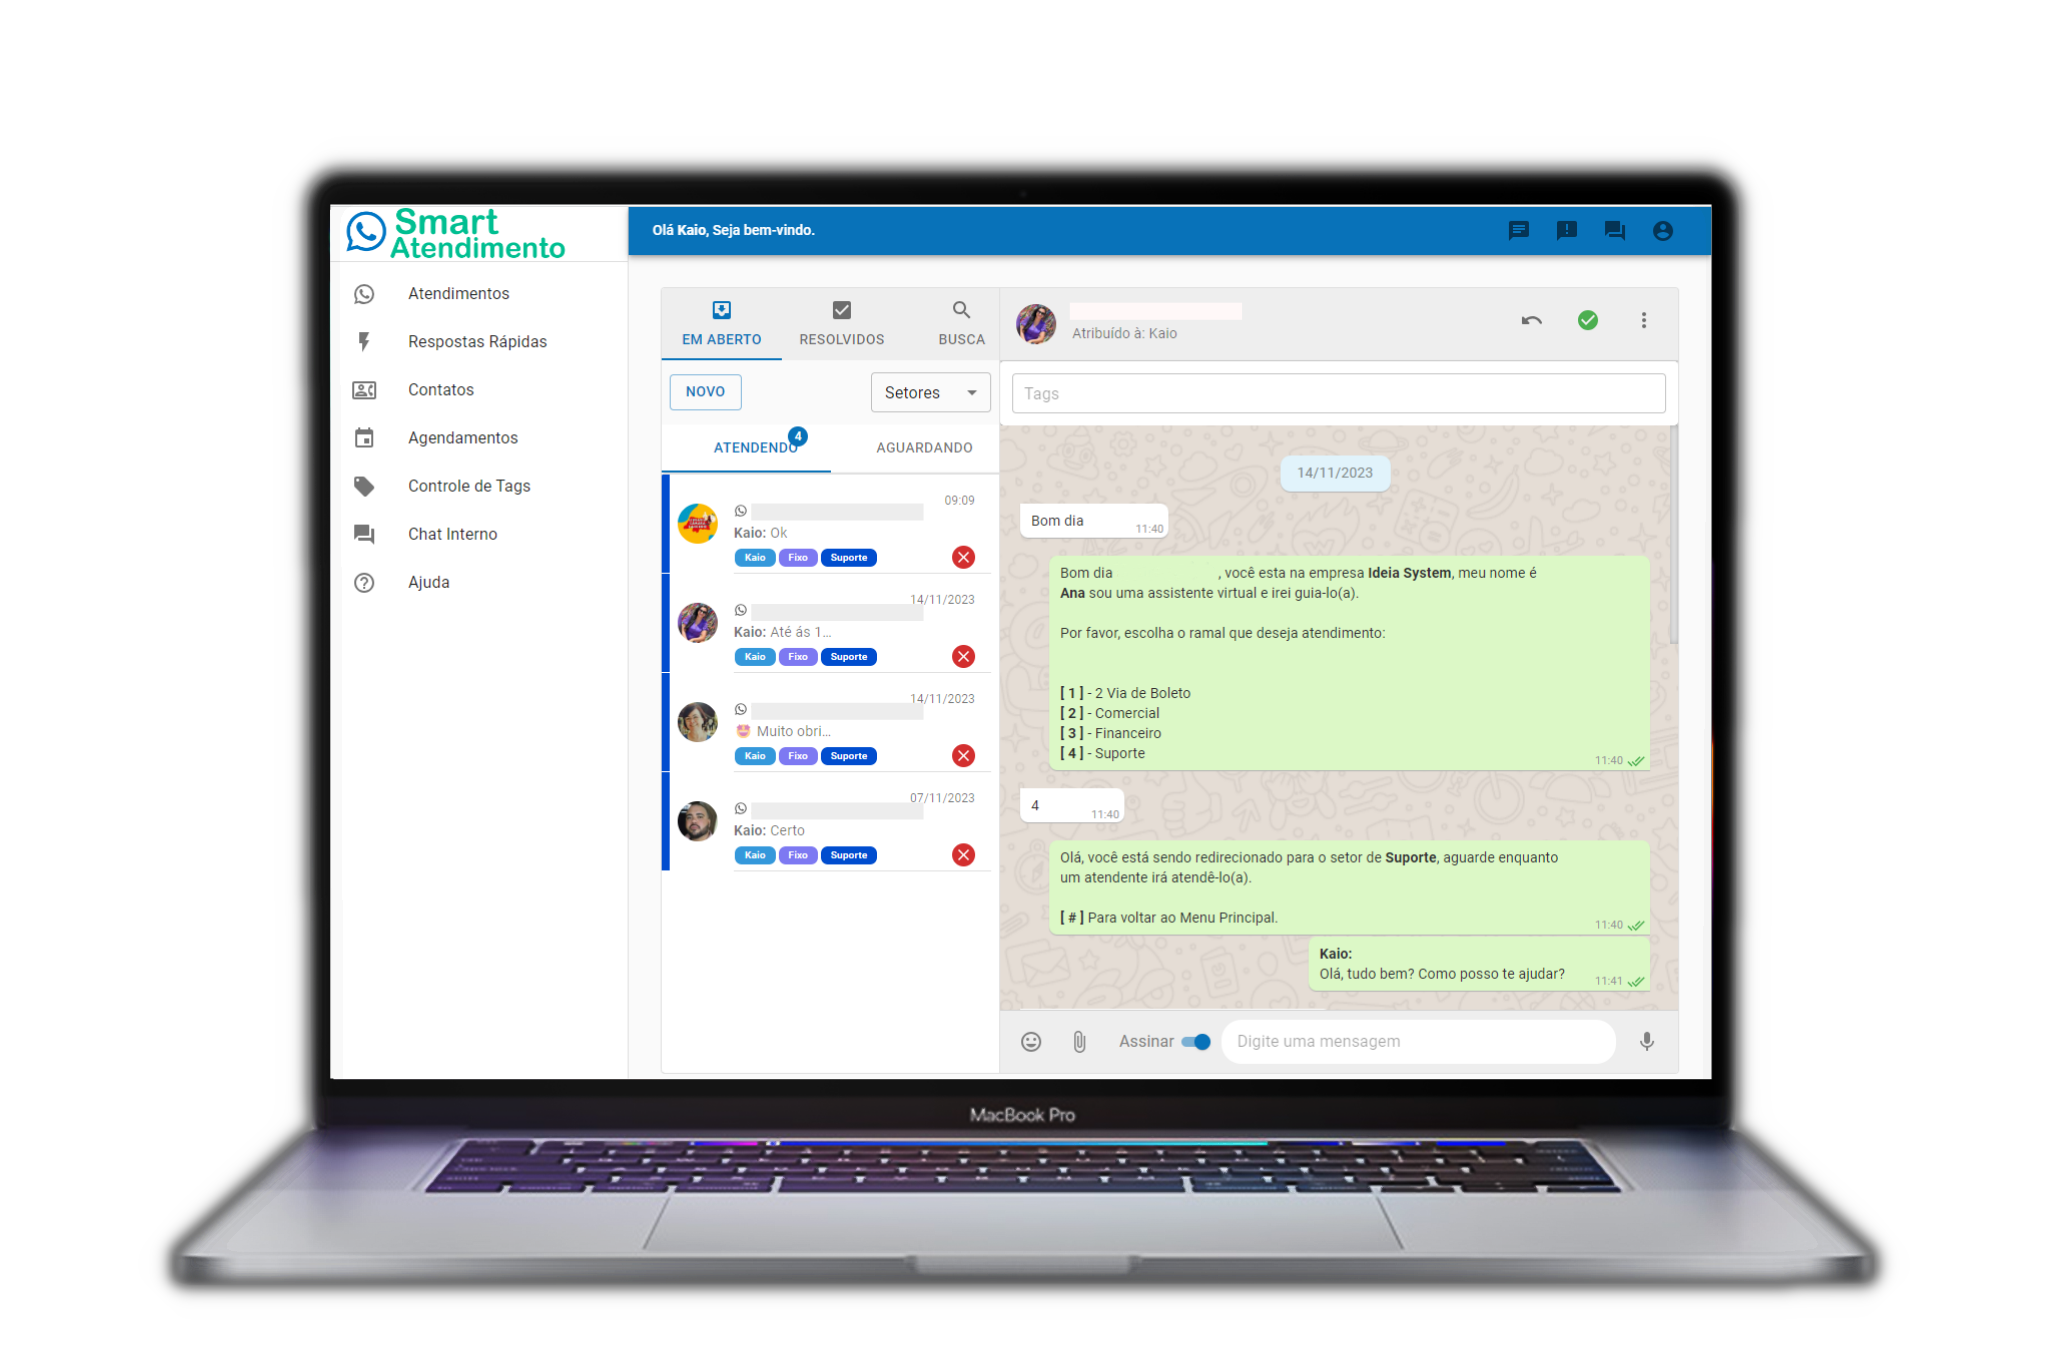 Smart
Atendimento
Olá Kaio, Seja bem-vindo.
Atendimentos
Respostas Rápidas
Contatos
Agendamentos
Controle de Tags
Chat Interno
Ajuda
EM ABERTO
RESOLVIDOS
BUSCA
NOVO
Setores
ATENDENDO
4
AGUARDANDO
09:09
Kaio: Ok
Kaio Fixo Suporte
14/11/2023
Kaio: Até ás 1...
Kaio Fixo Suporte
14/11/2023
🤩 Muito obri...
Kaio Fixo Suporte
07/11/2023
Kaio: Certo
Kaio Fixo Suporte
Atribuído à: Kaio
Tags
14/11/2023
Bom dia
11:40
Bom dia , você esta na empresa Ideia System, meu nome é
Ana sou uma assistente virtual e irei guia-lo(a).
Por favor, escolha o ramal que deseja atendimento:
[ 1 ] - 2 Via de Boleto
[ 2 ] - Comercial
[ 3 ] - Financeiro
[ 4 ] - Suporte
11:40
4
11:40
Olá, você está sendo redirecionado para o setor de Suporte, aguarde enquanto
um atendente irá atendê-lo(a).
[ # ] Para voltar ao Menu Principal.
11:40
Kaio:
Olá, tudo bem? Como posso te ajudar?
11:41
Assinar
Digite uma mensagem
MacBook Pro